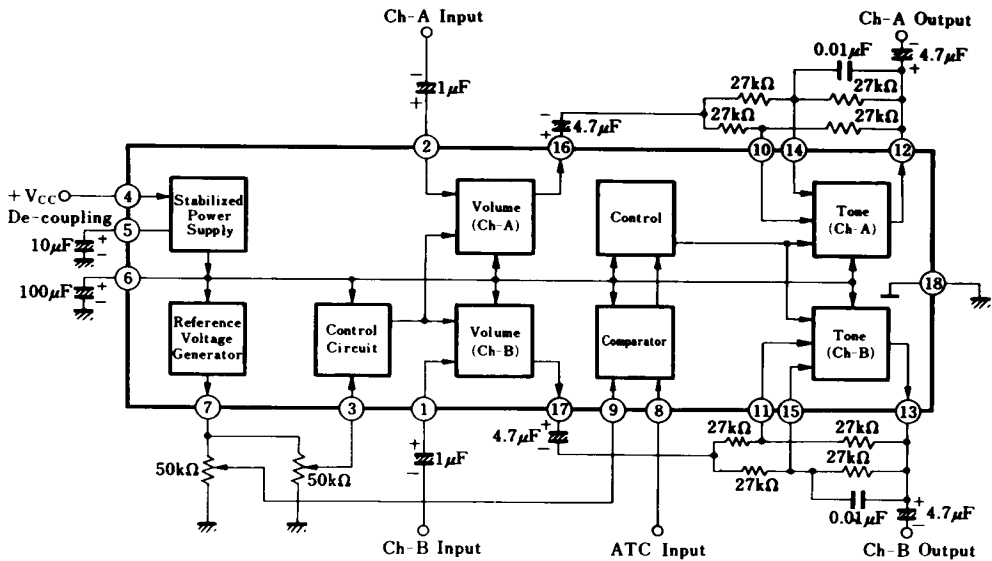 Ch-A Input
Ch-A Output
0.01μF
− 4.7μF +
27kΩ
27kΩ
27kΩ
27kΩ
− 1μF +
− 4.7μF +
2
16
10
14
12
+ VCC
4
De-coupling
5
10μF + −
6
100μF + −
Stabilized
Power
Supply
Volume
(Ch-A)
Control
Tone
(Ch-A)
18
Reference
Voltage
Generator
Control
Circuit
Volume
(Ch-B)
Comparator
Tone
(Ch-B)
7
3
1
17
9
8
11
15
13
50kΩ
50kΩ
+ 1μF −
4.7μF + −
27kΩ
27kΩ
27kΩ
27kΩ
0.01μF
+ 4.7μF −
Ch-B Input
ATC Input
Ch-B Output